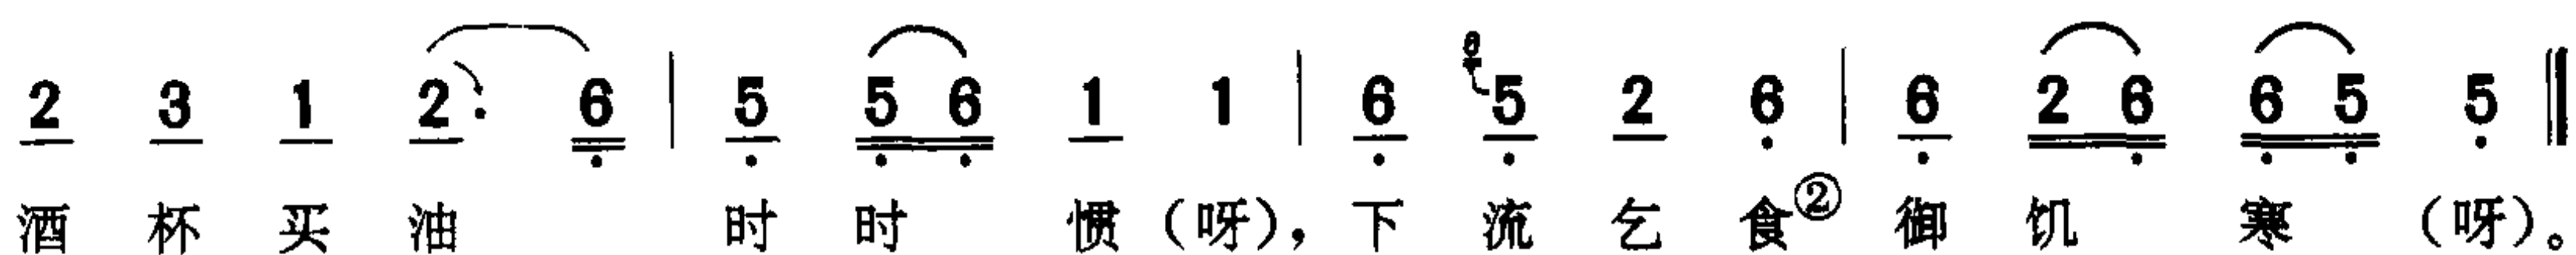 2 3 1 2· 6 | 5 5 6 1 1 | 6 6 5 2 6 | 6 2 6 6 5 5 ‖
酒杯买油 时时 惯(呀),下流乞食②御饥寒(呀)。